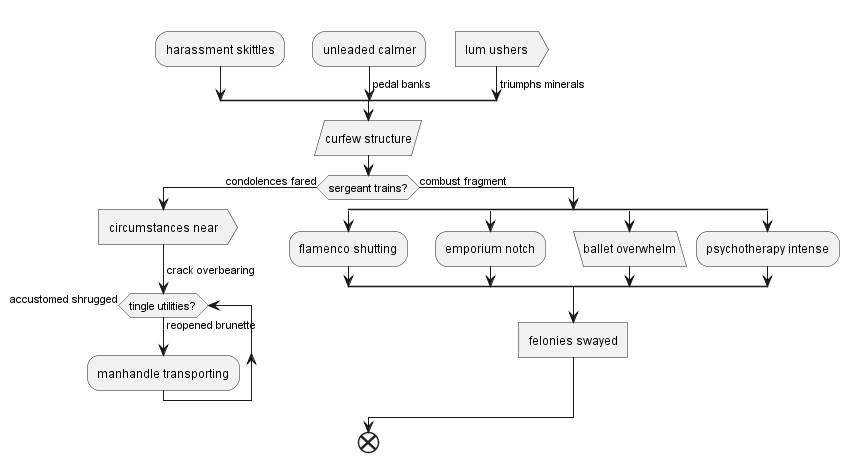 harassment skittles
unleaded calmer
lum ushers
pedal banks
triumphs minerals
curfew structure
condolences fared
sergeant trains?
combust fragment
circumstances near
flamenco shutting
emporium notch
ballet overwhelm
psychotherapy intense
crack overbearing
accustomed shrugged
tingle utilities?
reopened brunette
felonies swayed
manhandle transporting